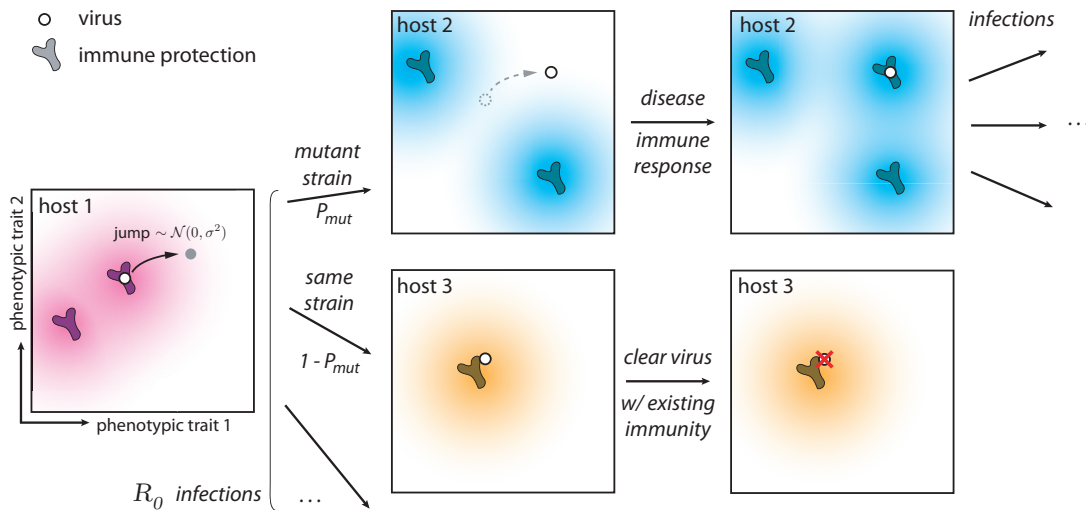 virus
immune protection
host 1
jump ∼ N(0, σ²)
phenotypic trait 2
phenotypic trait 1
R₀ infections
mutant
strain
P_mut
same
strain
1 - P_mut
...
host 2
disease
immune
response
host 2
infections
...
host 3
clear virus
w/ existing
immunity
host 3